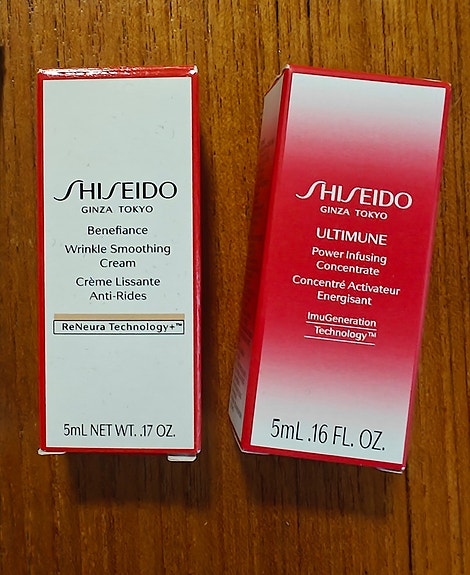 SHISEIDO
GINZA TOKYO
Benefiance
Wrinkle Smoothing
Cream
Crème Lissante
Anti-Rides
ReNeura Technology+™
5mL NET WT. .17 OZ.
SHISEIDO
GINZA TOKYO
ULTIMUNE
Power Infusing
Concentrate
Concentré Activateur
Energisant
ImuGeneration
Technology™
5mL .16 FL. OZ.